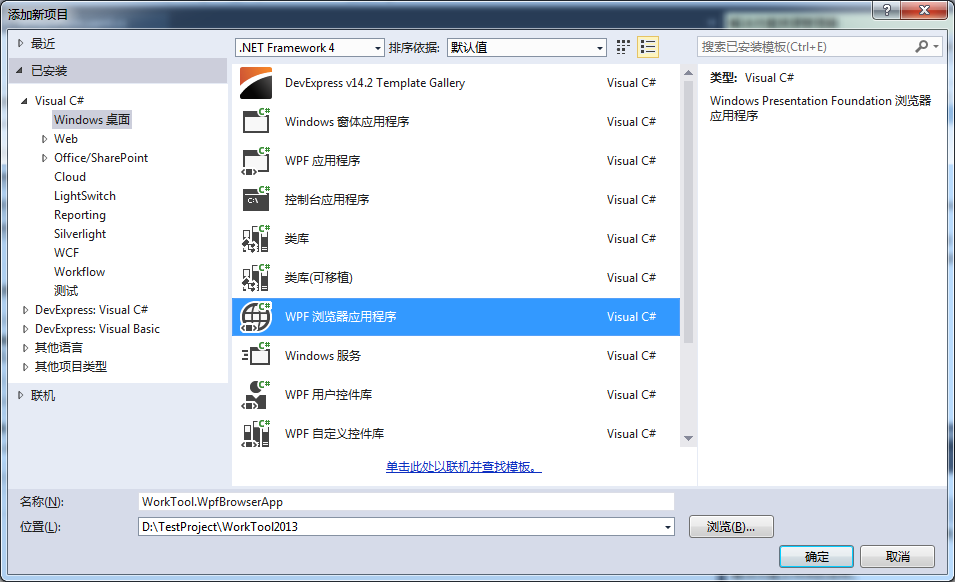 添加新项目
最近
已安装
Visual C#
Windows 桌面
Web
Office/SharePoint
Cloud
LightSwitch
Reporting
Silverlight
WCF
Workflow
测试
DevExpress: Visual C#
DevExpress: Visual Basic
其他语言
其他项目类型
联机
.NET Framework 4 排序依据: 默认值
DevExpress v14.2 Template Gallery Visual C#
Windows 窗体应用程序 Visual C#
WPF 应用程序 Visual C#
控制台应用程序 Visual C#
类库 Visual C#
类库(可移植) Visual C#
WPF 浏览器应用程序 Visual C#
Windows 服务 Visual C#
WPF 用户控件库 Visual C#
WPF 自定义控件库 Visual C#
单击此处以联机并查找模板。
搜索已安装模板(Ctrl+E)
类型: Visual C#
Windows Presentation Foundation 浏览器
应用程序
名称(N): WorkTool.WpfBrowserApp
位置(L): D:\TestProject\WorkTool2013
浏览(B)...
确定 取消